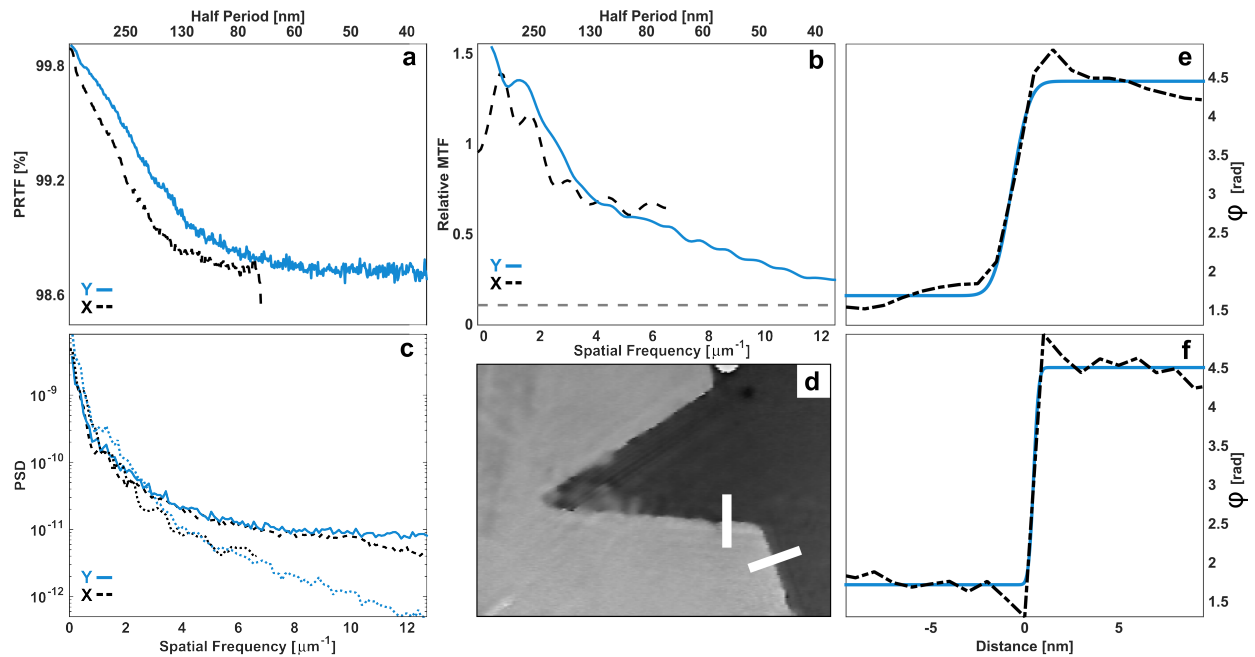 Half Period [nm]
250 130 80 60 50 40
a
99.8
99.2
98.6
PRTF [%]
Y
X
Half Period [nm]
250 130 80 60 50 40
b
1.5
1
0.5
0
Relative MTF
Y
X
0 2 4 6 8 10 12
Spatial Frequency [μm⁻¹]
e
4.5
4
3.5
3
2.5
2
1.5
φ [rad]
c
10⁻⁹
10⁻¹⁰
10⁻¹¹
10⁻¹²
PSD
Y
X
0 2 4 6 8 10 12
Spatial Frequency [μm⁻¹]
d
f
4.5
4
3.5
3
2.5
2
1.5
φ [rad]
-5 0 5
Distance [nm]